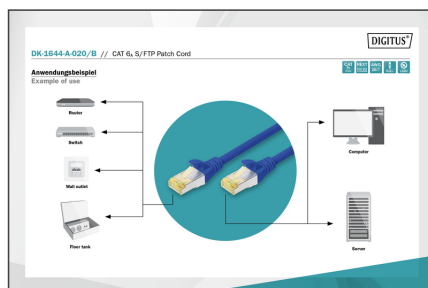 DIGITUS®
DK-1644-A-020/B // CAT 6A S/FTP Patch Cord
Anwendungsbeispiel
Example of use
Router
Switch
Wall outlet
Floor tank
Computer
Server